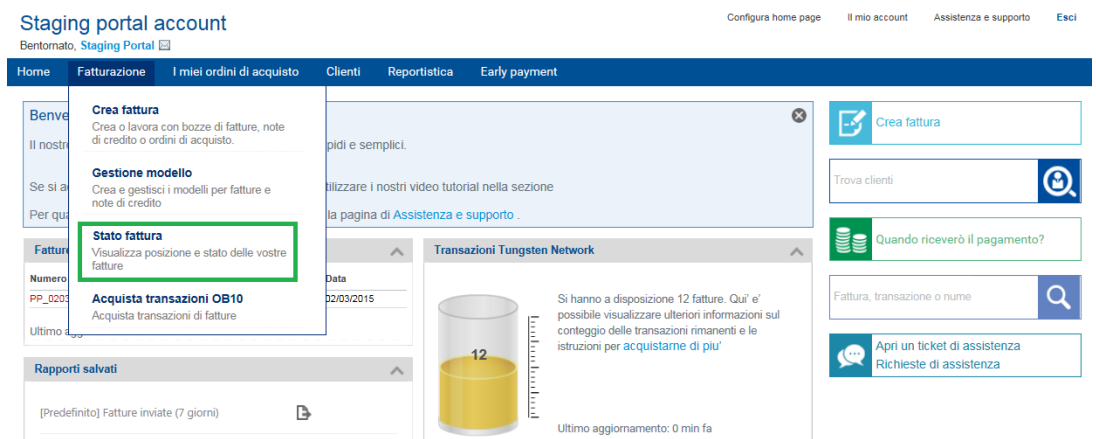 Staging portal account
Configura home page Il mio account Assistenza e supporto Esci
Bentornato, Staging Portal
Home Fatturazione I miei ordini di acquisto Clienti Reportistica Early payment
Crea fattura
Crea o lavora con bozze di fatture, note
di credito o ordini di acquisto.
Gestione modello
Crea e gestisci i modelli per fatture e
note di credito
Stato fattura
Visualizza posizione e stato delle vostre
fatture
Acquista transazioni OB10
Acquista transazioni di fatture
Il nostro
pidi e semplici.
Se si
tilizzare i nostri video tutorial nella sezione
Per
la pagina di Assistenza e supporto .
Fatture
Numero
Data
PP_0203
02/03/2015
Ultimo
Rapporti salvati
[Predefinito] Fatture inviate (7 giorni)
Transazioni Tungsten Network
12
Si hanno a disposizione 12 fatture. Qui' e'
possibile visualizzare ulteriori informazioni sul
conteggio delle transazioni rimanenti e le
istruzioni per acquistarne di piu'
Ultimo aggiornamento: 0 min fa
Crea fattura
Trova clienti
Quando riceverò il pagamento?
Fattura, transazione o nume
Apri un ticket di assistenza
Richieste di assistenza